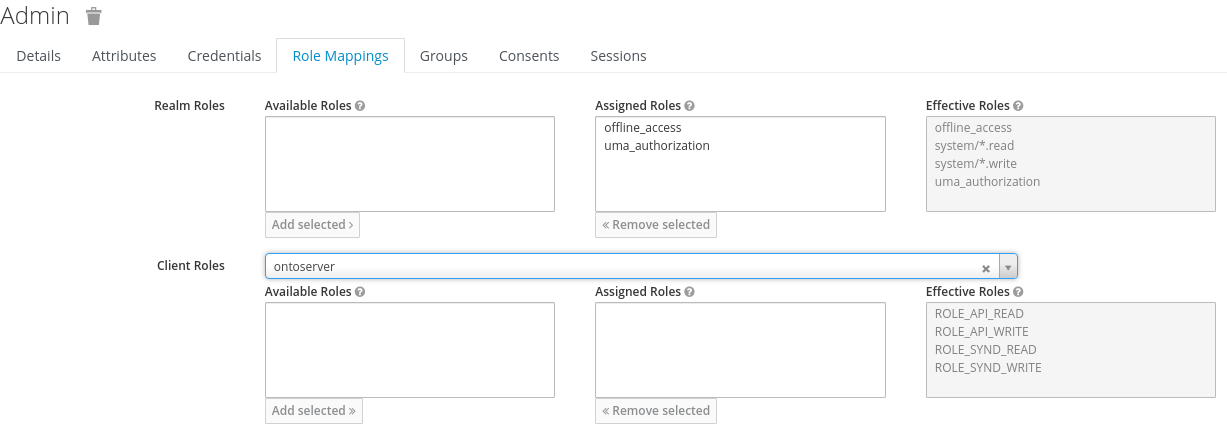 Admin
Details Attributes Credentials Role Mappings Groups Consents Sessions
Realm Roles Available Roles Assigned Roles Effective Roles
offline_access offline_access
uma_authorization system/*.read
system/*.write
uma_authorization
Add selected › « Remove selected
Client Roles ontoserver
Available Roles Assigned Roles Effective Roles
ROLE_API_READ
ROLE_API_WRITE
ROLE_SYND_READ
ROLE_SYND_WRITE
Add selected » « Remove selected